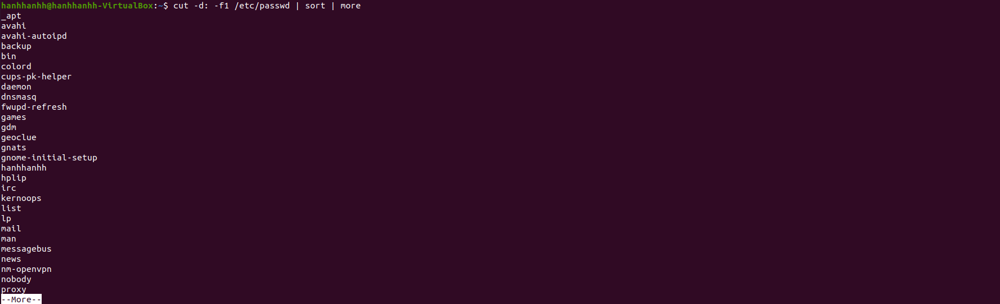 hanhhanhh@hanhhanhh-VirtualBox:~$ cut -d: -f1 /etc/passwd | sort | more
_apt
avahi
avahi-autoipd
backup
bin
colord
cups-pk-helper
daemon
dnsmasq
fwupd-refresh
games
gdm
geoclue
gnats
gnome-initial-setup
hanhhanhh
hplip
irc
kernoops
list
lp
mail
man
messagebus
news
nm-openvpn
nobody
proxy
--More--